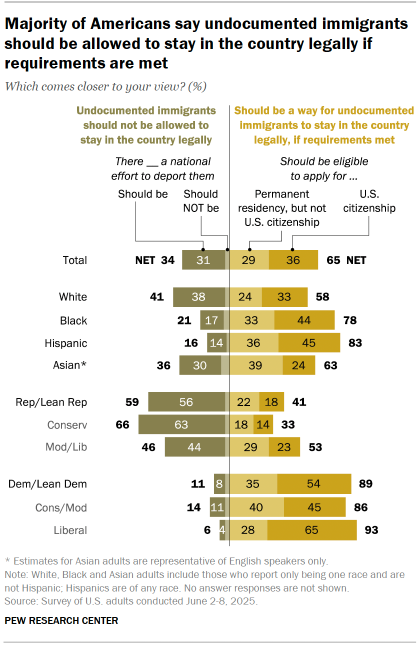 Majority of Americans say undocumented immigrants
should be allowed to stay in the country legally if
requirements are met
Which comes closer to your view? (%)
Undocumented immigrants
should not be allowed to
stay in the country legally
Should be a way for undocumented
immigrants to stay in the country
legally, if requirements met
There __ a national
effort to deport them
Should be eligible
to apply for ...
Should be
Should
NOT be
Permanent
residency, but not
U.S. citizenship
U.S.
citizenship
Total NET 34 31 29 36 65 NET
White 41 38 24 33 58
Black 21 17 33 44 78
Hispanic 16 14 36 45 83
Asian* 36 30 39 24 63
Rep/Lean Rep 59 56 22 18 41
Conserv 66 63 18 14 33
Mod/Lib 46 44 29 23 53
Dem/Lean Dem 11 8 35 54 89
Cons/Mod 14 11 40 45 86
Liberal 6 4 28 65 93
* Estimates for Asian adults are representative of English speakers only.
Note: White, Black and Asian adults include those who report only being one race and are
not Hispanic; Hispanics are of any race. No answer responses are not shown.
Source: Survey of U.S. adults conducted June 2-8, 2025.
PEW RESEARCH CENTER